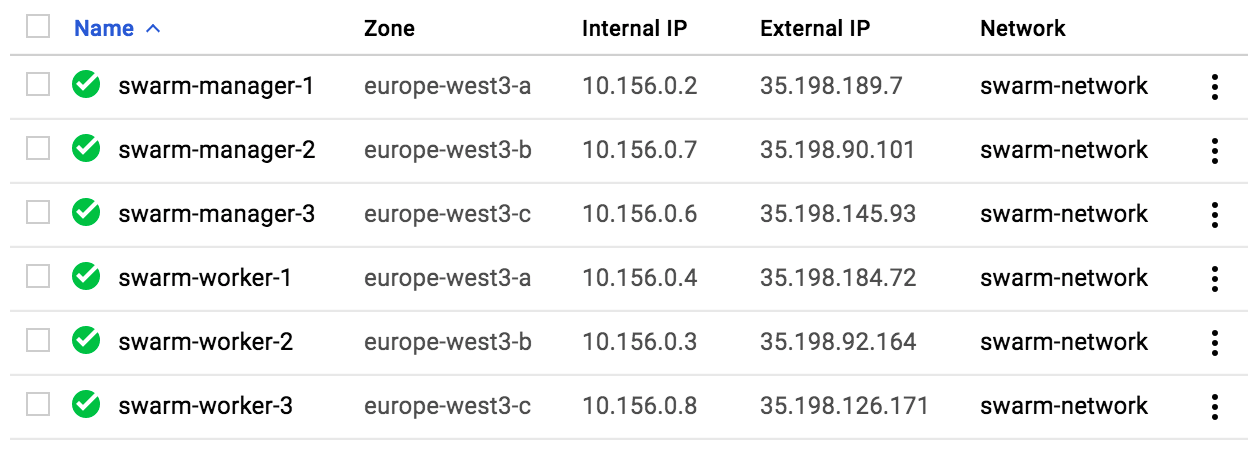 Name Zone Internal IP External IP Network
swarm-manager-1 europe-west3-a 10.156.0.2 35.198.189.7 swarm-network
swarm-manager-2 europe-west3-b 10.156.0.7 35.198.90.101 swarm-network
swarm-manager-3 europe-west3-c 10.156.0.6 35.198.145.93 swarm-network
swarm-worker-1 europe-west3-a 10.156.0.4 35.198.184.72 swarm-network
swarm-worker-2 europe-west3-b 10.156.0.3 35.198.92.164 swarm-network
swarm-worker-3 europe-west3-c 10.156.0.8 35.198.126.171 swarm-network